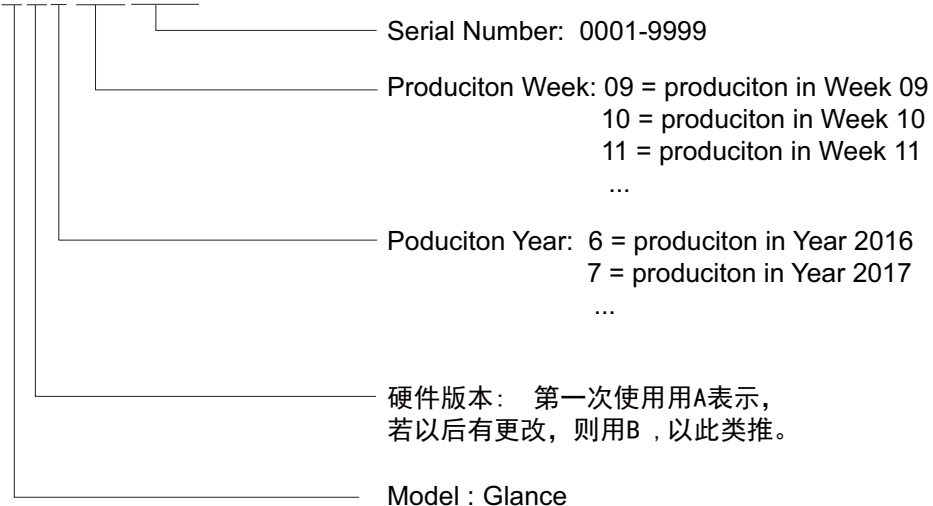 Serial Number: 0001-9999
Produciton Week: 09 = produciton in Week 09
10 = produciton in Week 10
11 = produciton in Week 11
...
Poduciton Year: 6 = produciton in Year 2016
7 = produciton in Year 2017
...
硬件版本: 第一次使用用A表示,
若以后有更改, 则用B ,以此类推。
Model : Glance